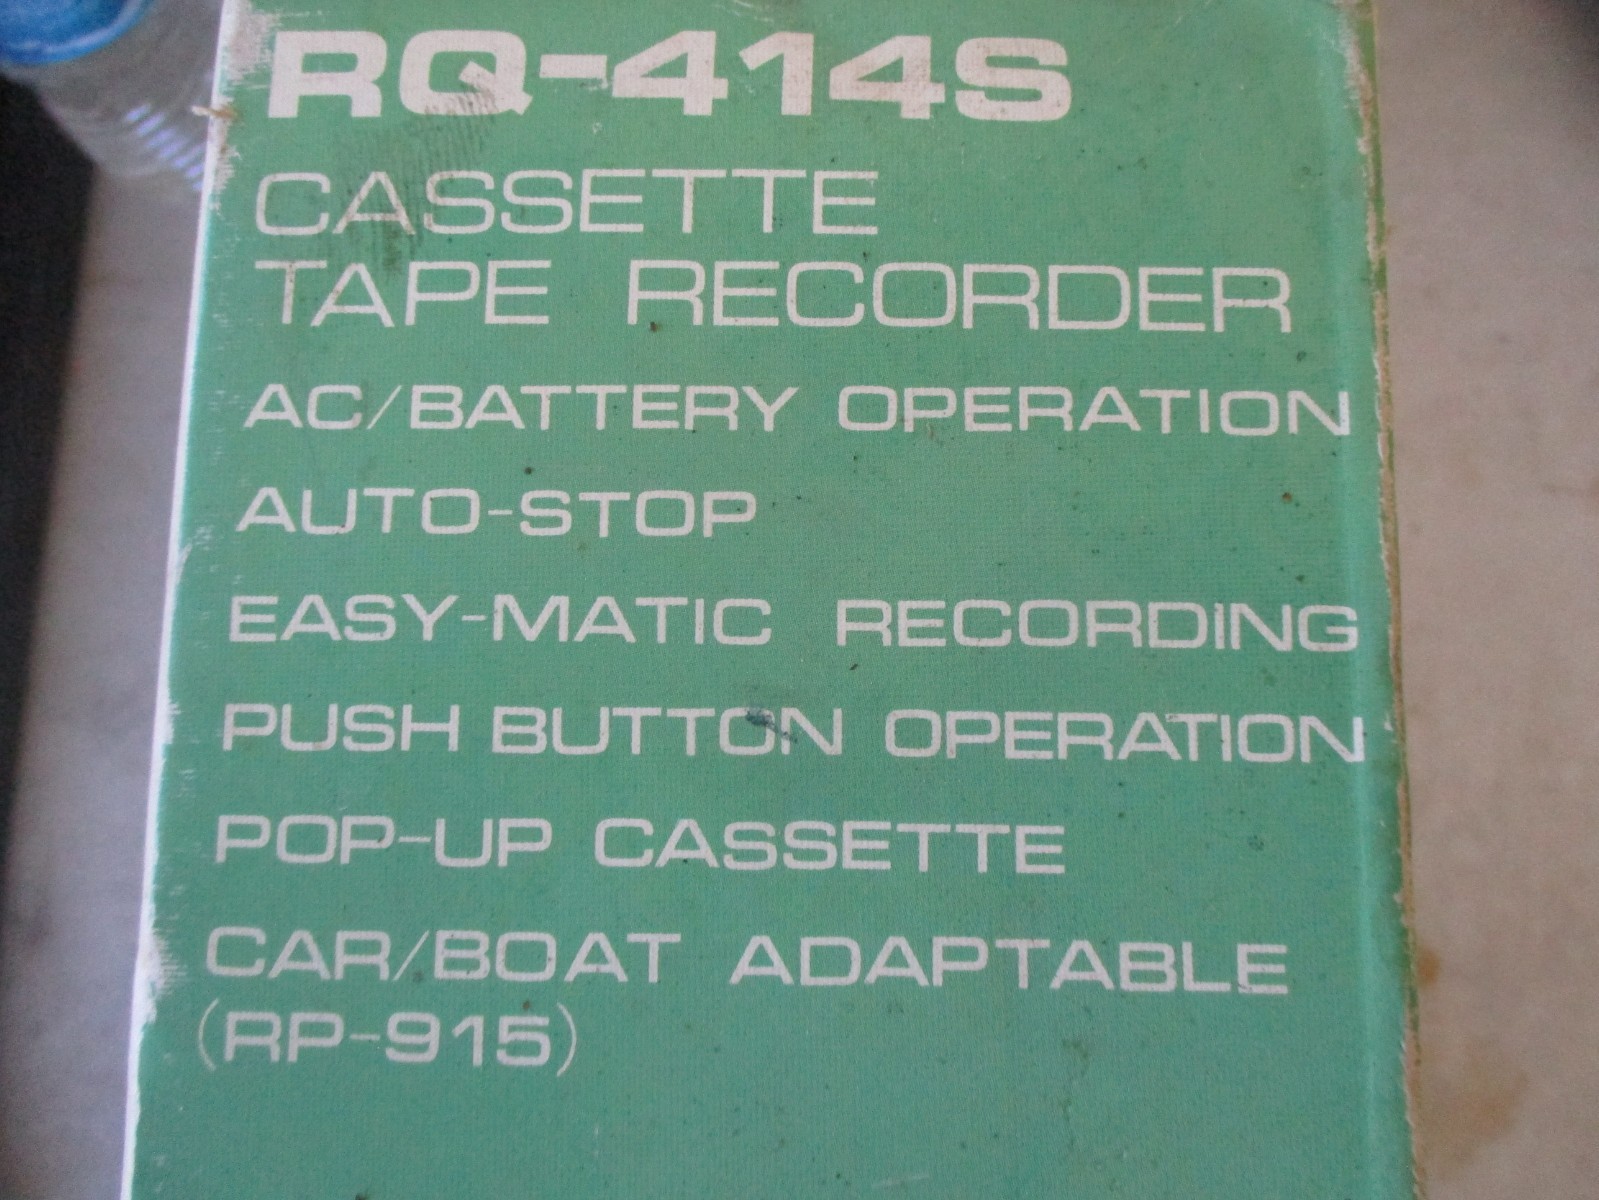 RQ-414S
CASSETTE
TAPE RECORDER
AC/BATTERY OPERATION
AUTO-STOP
EASY-MATIC RECORDING
PUSH BUTTON OPERATION
POP-UP CASSETTE
CAR/BOAT ADAPTABLE
(RP-915)